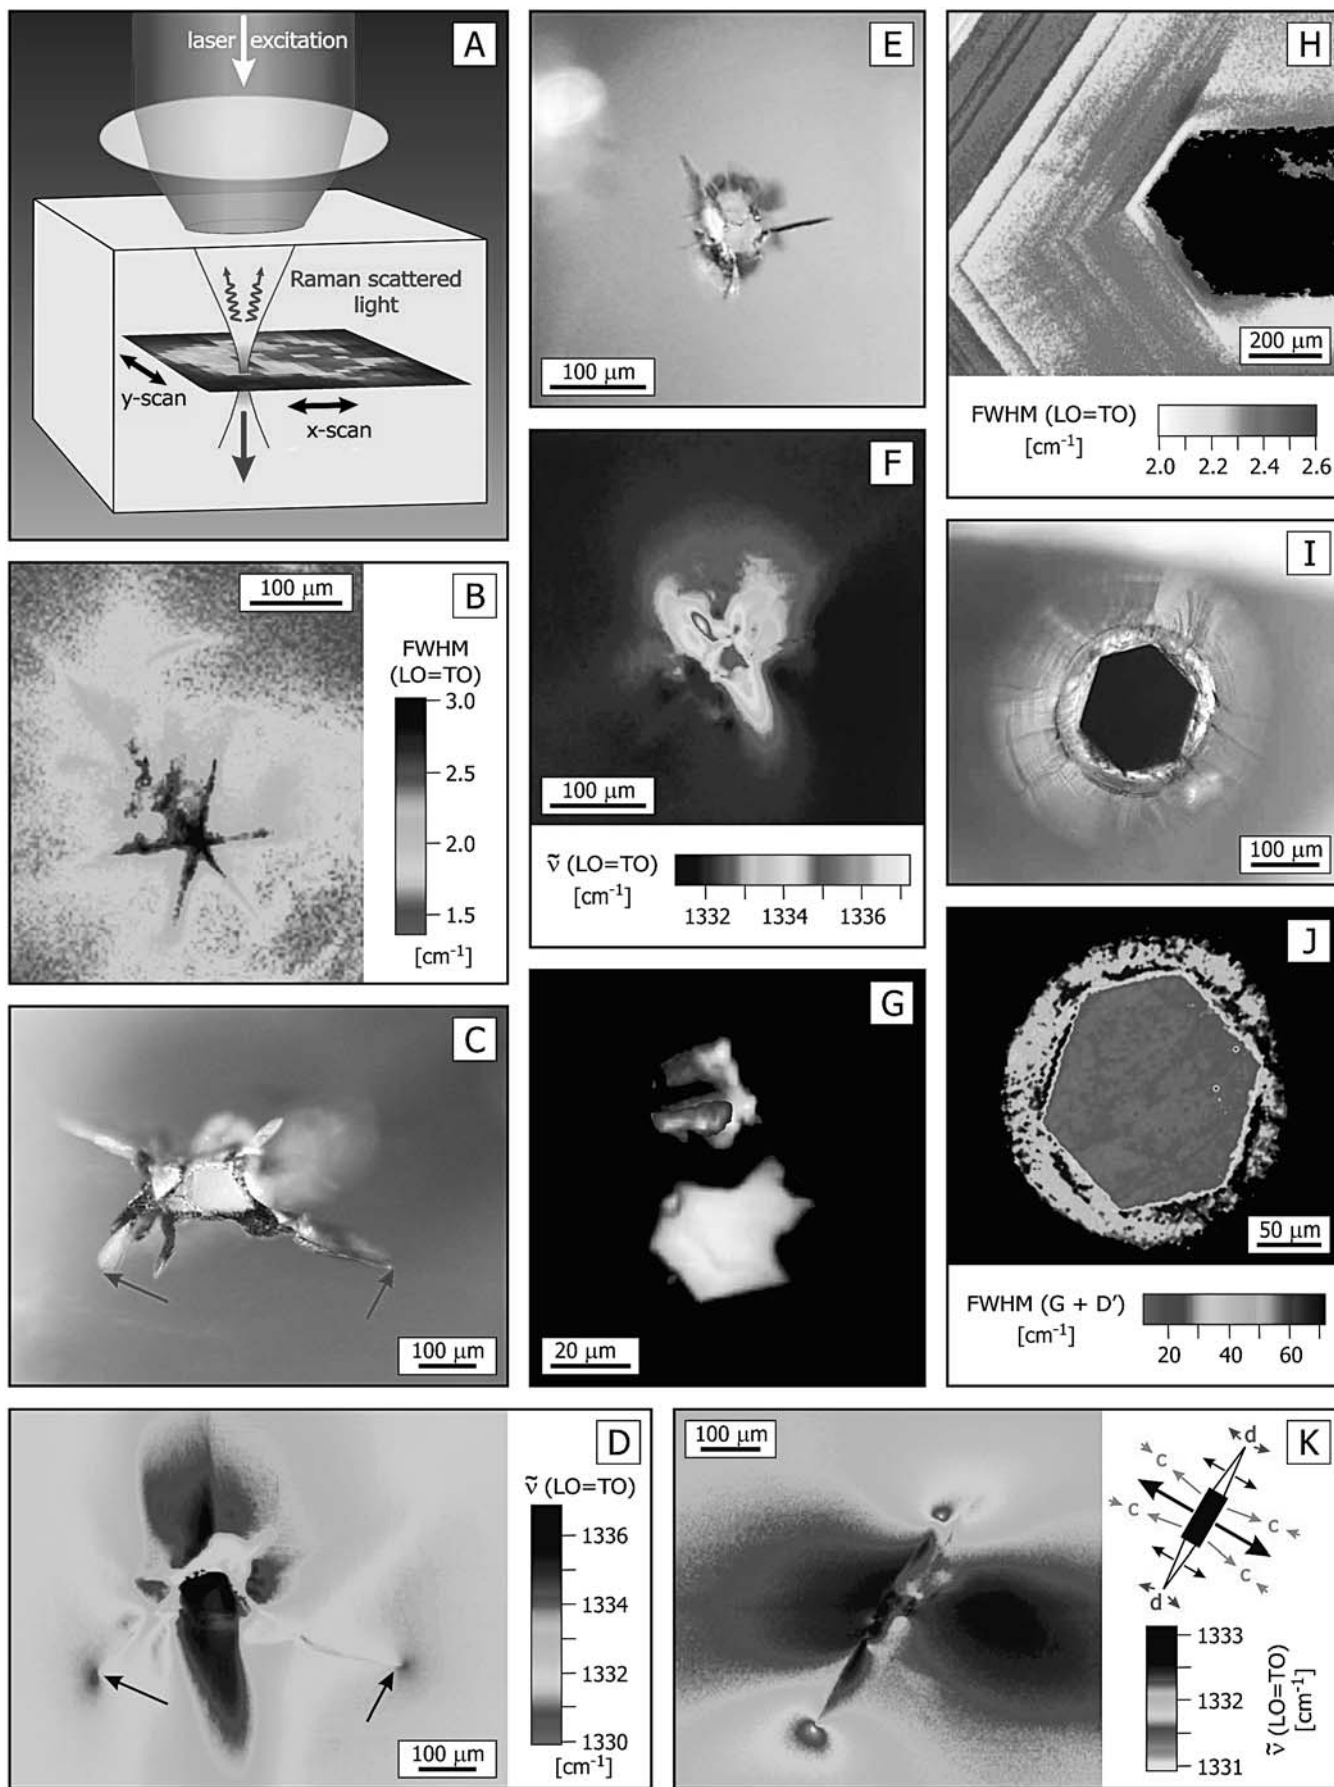 A
laser excitation
Raman scattered
light
y-scan
x-scan
B
100 µm
FWHM
(LO=TO)
3.0
2.5
2.0
1.5
[cm-1]
C
100 µm
D
ṽ (LO=TO)
1336
1334
1332
1330
[cm-1]
100 µm
E
100 µm
F
100 µm
ṽ (LO=TO)
[cm-1]
1332 1334 1336
G
20 µm
H
200 µm
FWHM (LO=TO)
[cm-1]
2.0 2.2 2.4 2.6
I
100 µm
J
50 µm
FWHM (G + D′)
[cm-1]
20 40 60
K
100 µm
d
c
c
c
c
d
1333
1332
1331
ṽ (LO=TO)
[cm-1]